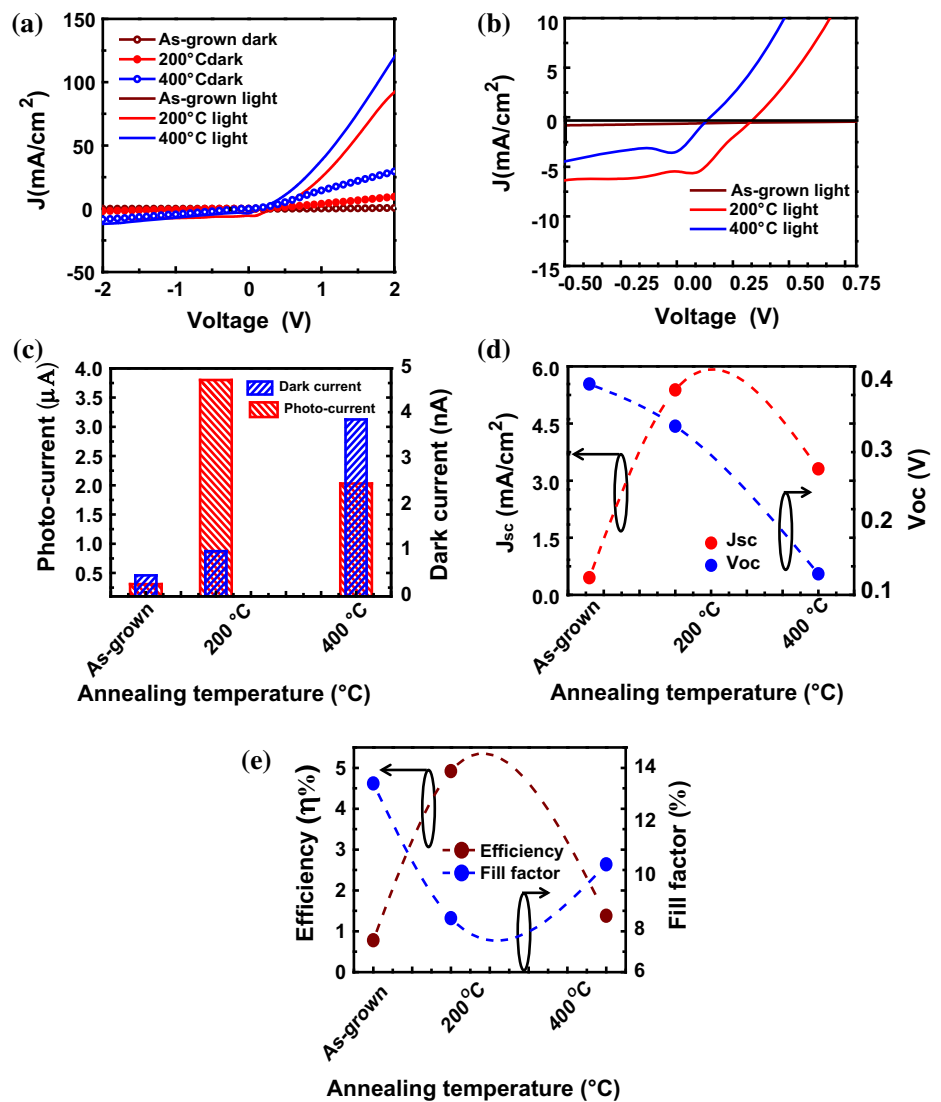 (a)
150
125
100
75
50
25
0
-25
-50
J(mA/cm²)
As-grown dark
200°Cdark
400°Cdark
As-grown light
200°C light
400°C light
-2
-1
0
1
2
Voltage (V)
(b)
10
5
0
-5
-10
-15
J(mA/cm²)
As-grown light
200°C light
400°C light
-0.50
-0.25
0.00
0.25
0.50
0.75
Voltage (V)
(c)
4.0
3.5
3.0
2.5
2.0
1.5
1.0
0.5
Photo-current (μA)
Dark current
Photo-current
5
4
3
2
1
0
Dark current (nA)
As-grown
200 °C
400 °C
Annealing temperature (°C)
(d)
6.0
4.5
3.0
1.5
0.0
Jsc (mA/cm²)
Jsc
Voc
0.4
0.3
0.2
0.1
Voc (V)
As-grown
200 °C
400 °C
Annealing temperature (°C)
(e)
5
4
3
2
1
0
Efficiency (η%)
Efficiency
Fill factor
14
12
10
8
6
Fill factor (%)
As-grown
200°C
400°C
Annealing temperature (°C)